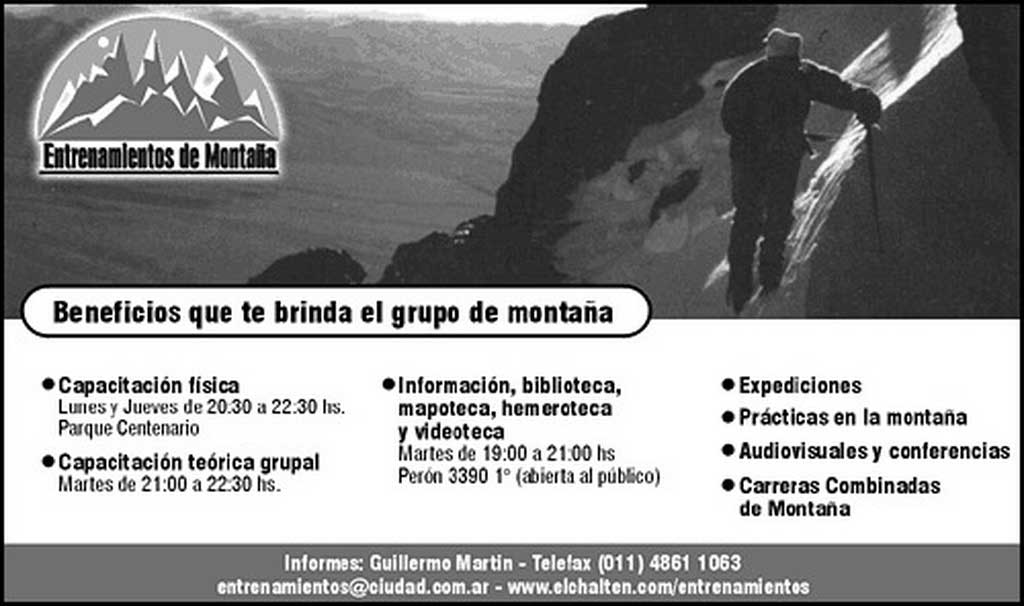 Entrenamientos de Montaña
Beneficios que te brinda el grupo de montaña
● Capacitación física
Lunes y Jueves de 20:30 a 22:30 hs.
Parque Centenario
● Capacitación teórica grupal
Martes de 21:00 a 22:30 hs.
● Información, biblioteca,
mapoteca, hemeroteca
y videoteca
Martes de 19:00 a 21:00 hs
Perón 3390 1° (abierta al público)
● Expediciones
● Prácticas en la montaña
● Audiovisuales y conferencias
● Carreras Combinadas
de Montaña
Informes: Guillermo Martin - Telefax (011) 4861 1063
entrenamientos@ciudad.com.ar - www.elchalten.com/entrenamientos